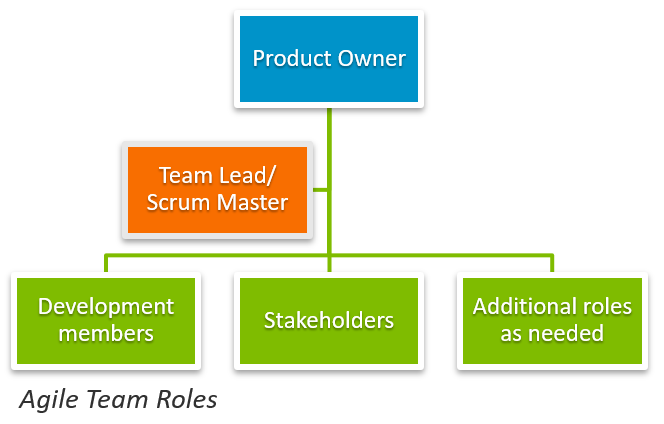 Product Owner
Team Lead/
Scrum Master
Development
members
Stakeholders
Additional roles
as needed
Agile Team Roles